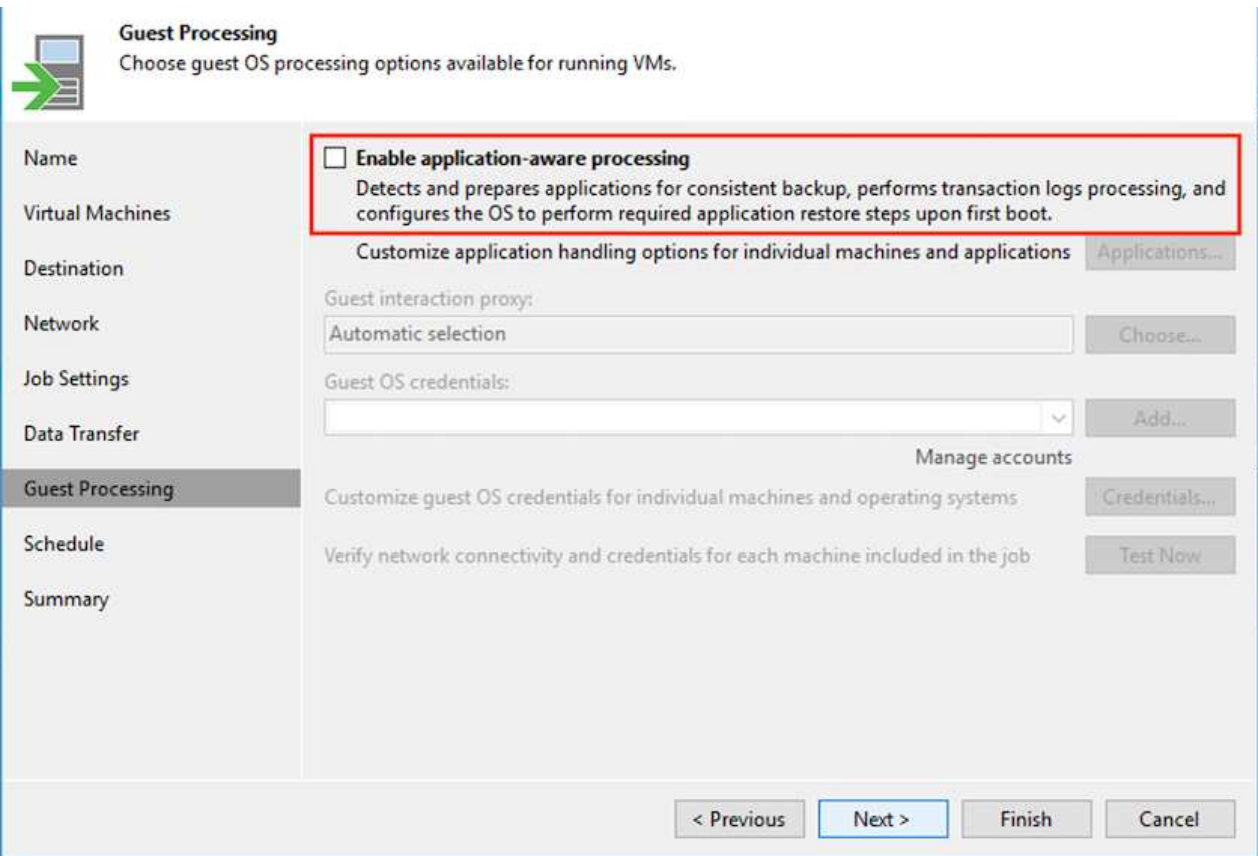 Guest Processing
Choose guest OS processing options available for running VMs.
Name
Virtual Machines
Destination
Network
Job Settings
Data Transfer
Guest Processing
Schedule
Summary
Enable application-aware processing
Detects and prepares applications for consistent backup, performs transaction logs processing, and
configures the OS to perform required application restore steps upon first boot.
Customize application handling options for individual machines and applications
Applications...
Guest interaction proxy:
Automatic selection
Choose...
Guest OS credentials:
Add...
Manage accounts
Customize guest OS credentials for individual machines and operating systems
Credentials...
Verify network connectivity and credentials for each machine included in the job
Test Now
< Previous
Next >
Finish
Cancel